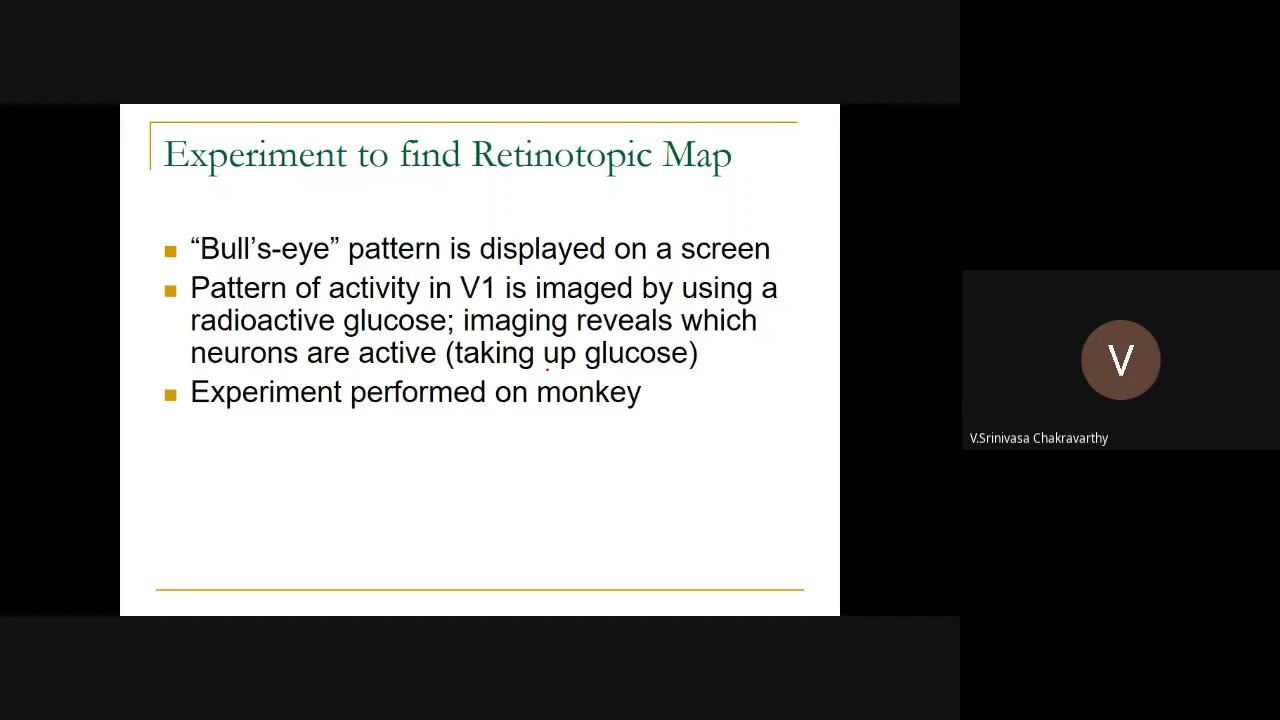 Experiment to find Retinotopic Map
“Bull’s-eye” pattern is displayed on a screen
Pattern of activity in V1 is imaged by using a
radioactive glucose; imaging reveals which
neurons are active (taking up glucose)
Experiment performed on monkey
V
V.Srinivasa Chakravarthy